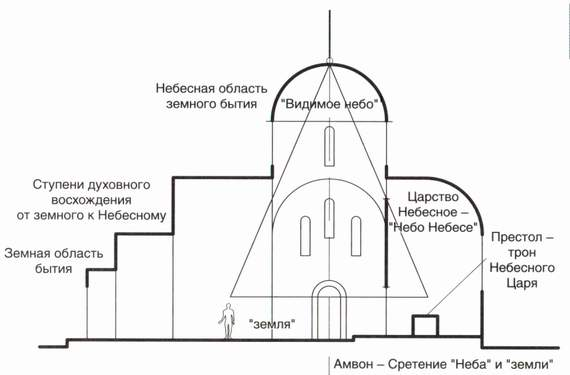 Небесная область
земного бытия
"Видимое небо"
Ступени духовного
восхождения
от земного к Небесному
Царство
Небесное –
"Небо Небесе"
Земная область
бытия
Престол –
трон
Небесного
Царя
"земля"
Амвон – Сретение "Неба" и "земли"